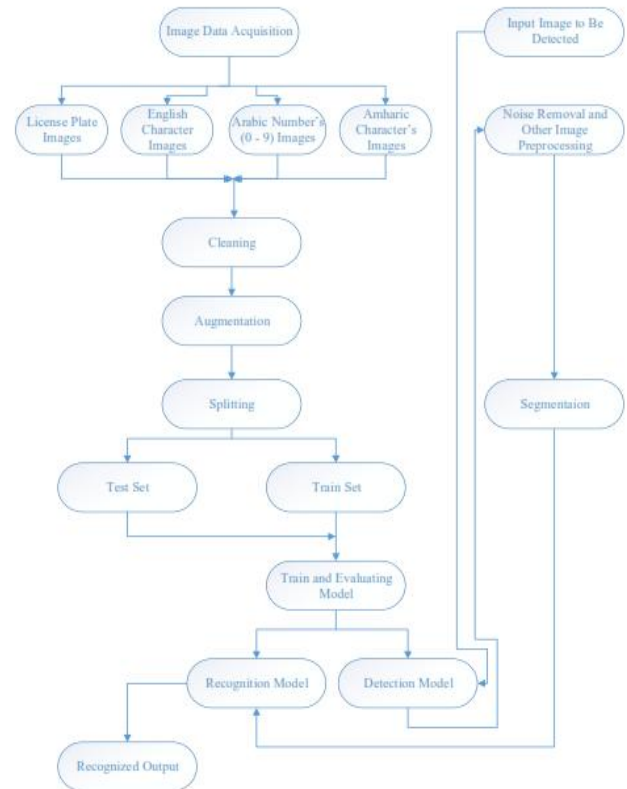 Image Data Acquisition
Input Image to Be
Detected
License Plate
Images
English
Character
Images
Arabic Number's
(0 - 9) Images
Amharic
Character's
Images
Noise Removal and
Other Image
Preprocessing
Cleaning
Augmentation
Splitting
Segmentaion
Test Set
Train Set
Train and Evaluating
Model
Recognition Model
Detection Model
Recognized Output